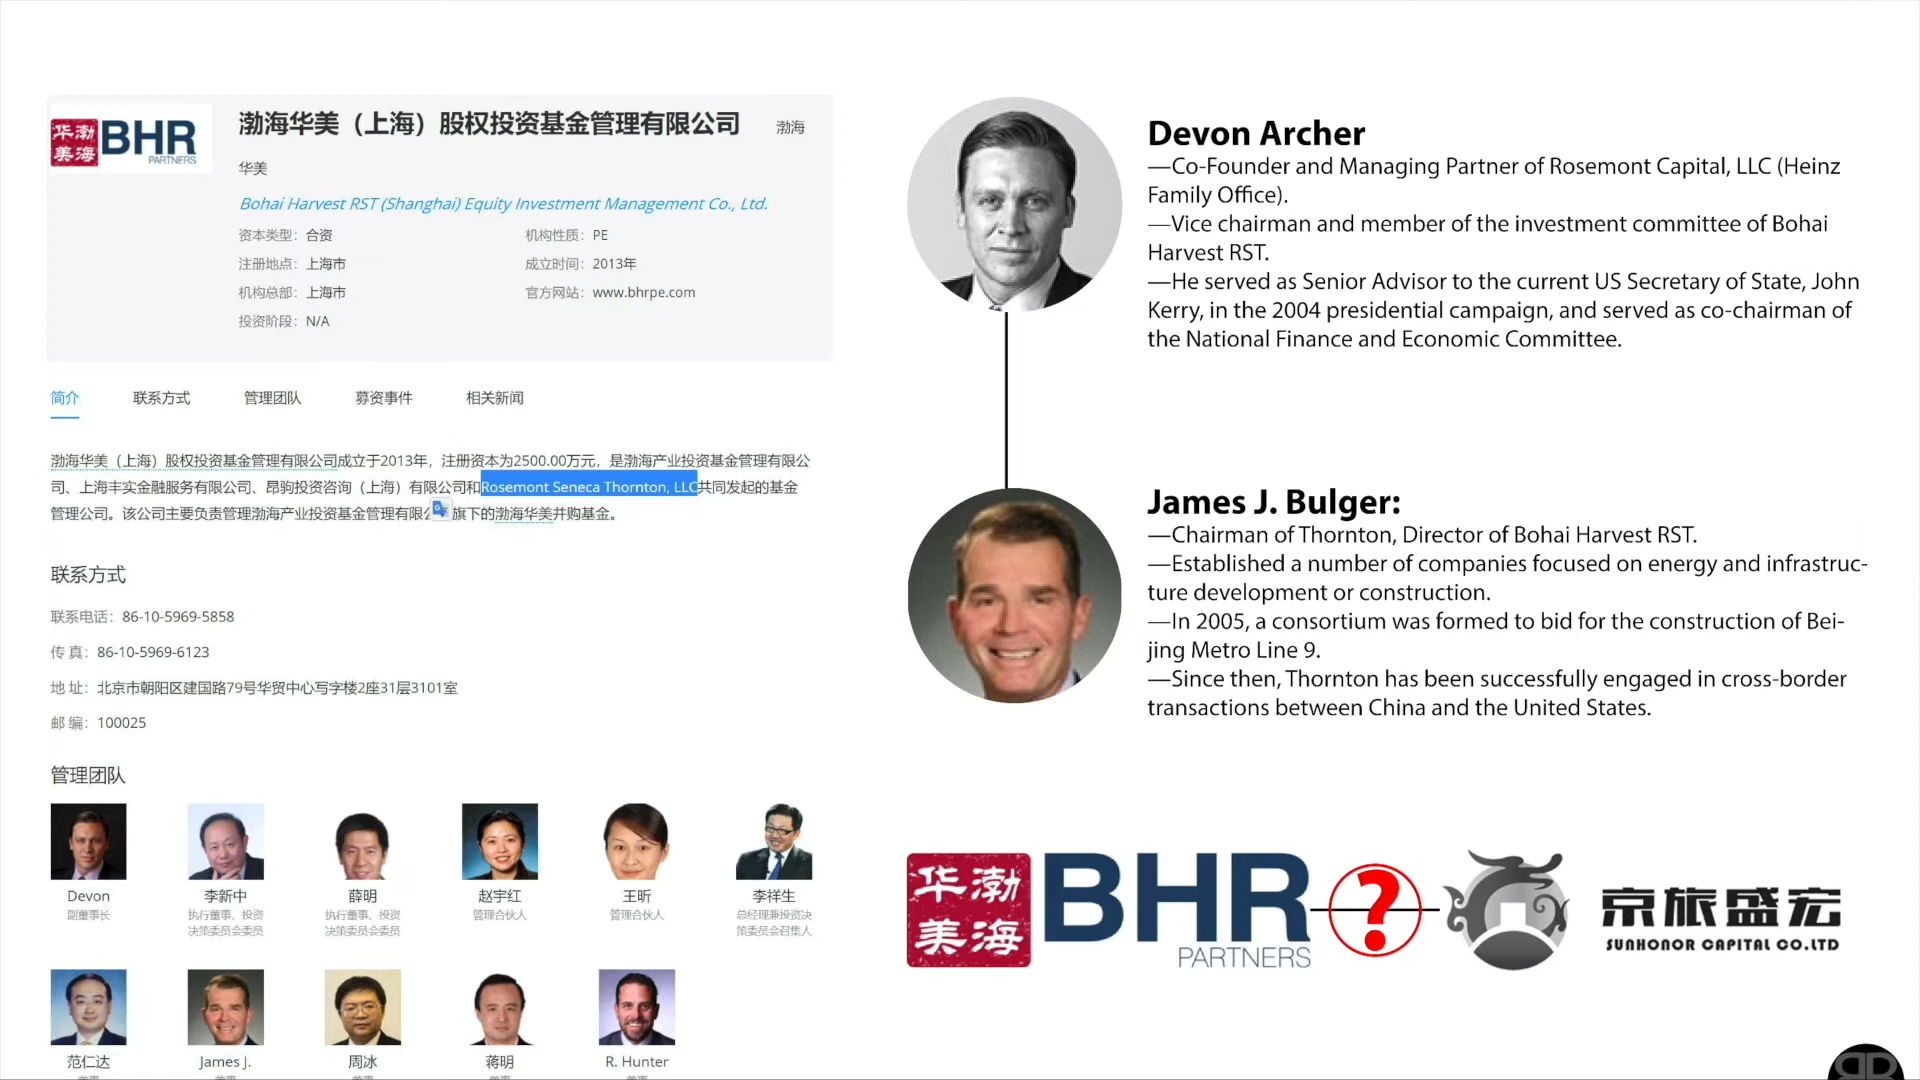 华渤
美海
BHR
PARTNERS
渤海华美（上海）股权投资基金管理有限公司 渤海
华美
Bohai Harvest RST (Shanghai) Equity Investment Management Co., Ltd.
资本类型：合资 机构性质：PE
注册地点：上海市 成立时间：2013年
机构总部：上海市 官方网站：www.bhrpe.com
投资阶段：N/A
简介 联系方式 管理团队 募资事件 相关新闻
渤海华美（上海）股权投资基金管理有限公司成立于2013年，注册资本为2500.00万元，是渤海产业投资基金管理有限公
司、上海丰实金融服务有限公司、昂驹投资咨询（上海）有限公司和Rosemont Seneca Thornton, LLC共同发起的基金
管理公司。该公司主要负责管理渤海产业投资基金管理有限公旗下的渤海华美并购基金。
联系方式
联系电话：86-10-5969-5858
传 真：86-10-5969-6123
地 址：北京市朝阳区建国路79号华贸中心写字楼2座31层3101室
邮 编：100025
管理团队
Devon 李新中 薛明 赵宇红 王昕 李祥生
副董事长 执行董事、投资 执行董事、投资 管理合伙人 管理合伙人 总经理兼投资决
决策委员会委员 决策委员会委员 策委员会召集人
范仁达 James J. 周冰 蒋明 R. Hunter
Devon Archer
—Co-Founder and Managing Partner of Rosemont Capital, LLC (Heinz
Family Office).
—Vice chairman and member of the investment committee of Bohai
Harvest RST.
—He served as Senior Advisor to the current US Secretary of State, John
Kerry, in the 2004 presidential campaign, and served as co-chairman of
the National Finance and Economic Committee.
James J. Bulger:
—Chairman of Thornton, Director of Bohai Harvest RST.
—Established a number of companies focused on energy and infrastruc-
ture development or construction.
—In 2005, a consortium was formed to bid for the construction of Bei-
jing Metro Line 9.
—Since then, Thornton has been successfully engaged in cross-border
transactions between China and the United States.
华渤
美海
BHR
PARTNERS
?
京旅盛宏
SUNHONOR CAPITAL CO.LTD